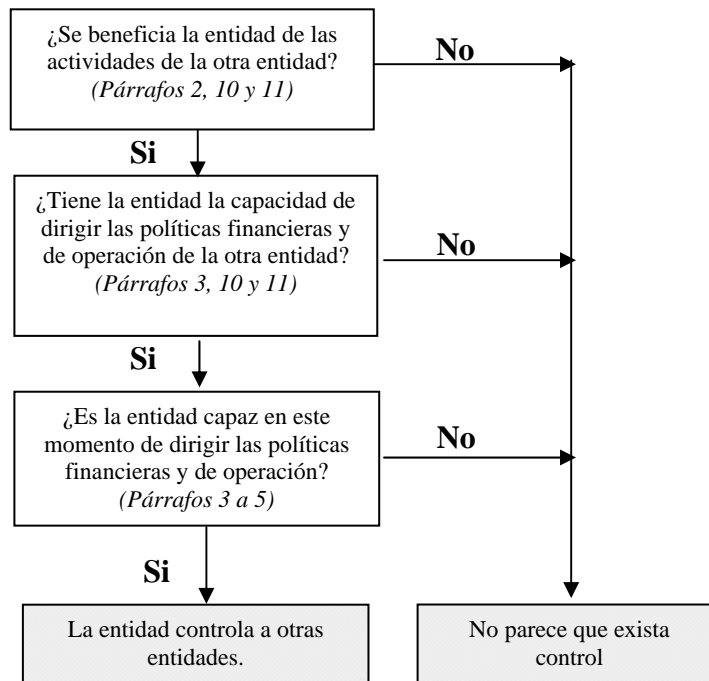 ¿Se beneficia la entidad de las
actividades de la otra entidad?
(Párrafos 2, 10 y 11)
No
Si
¿Tiene la entidad la capacidad de
dirigir las políticas financieras y
de operación de la otra entidad?
(Párrafos 3, 10 y 11)
No
Si
¿Es la entidad capaz en este
momento de dirigir las políticas
financieras y de operación?
(Párrafos 3 a 5)
No
Si
La entidad controla a otras
entidades.
No parece que exista
control